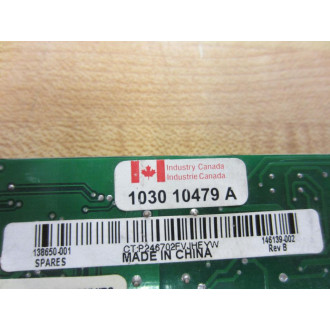 Industry Canada
Industrie Canada
1030 10479 A
138650-001
SPARES
CT:P246702FVJHEYW
MADE IN CHINA
146139-002
Rev B